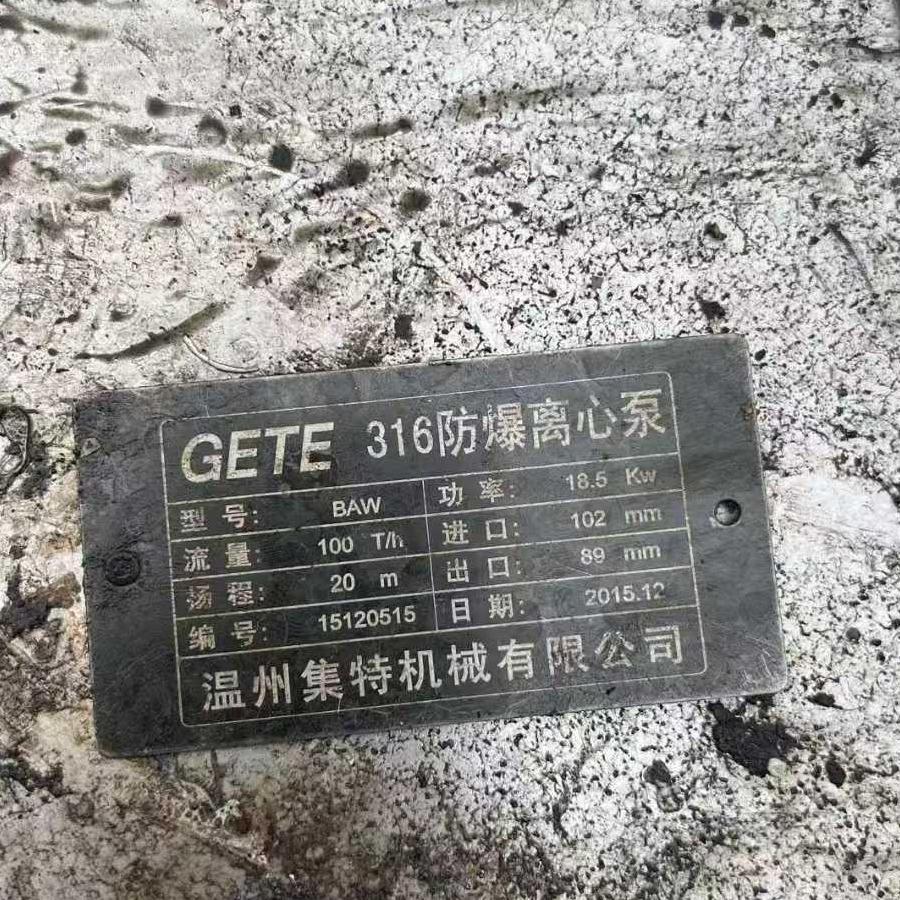 GETE 316防爆离心泵
型号: BAW 功率: 18.5 Kw
流量: 100 T/h 进口: 102 mm
扬程: 20 m 出口: 89 mm
编号: 15120515 日期: 2015.12
温州集特机械有限公司